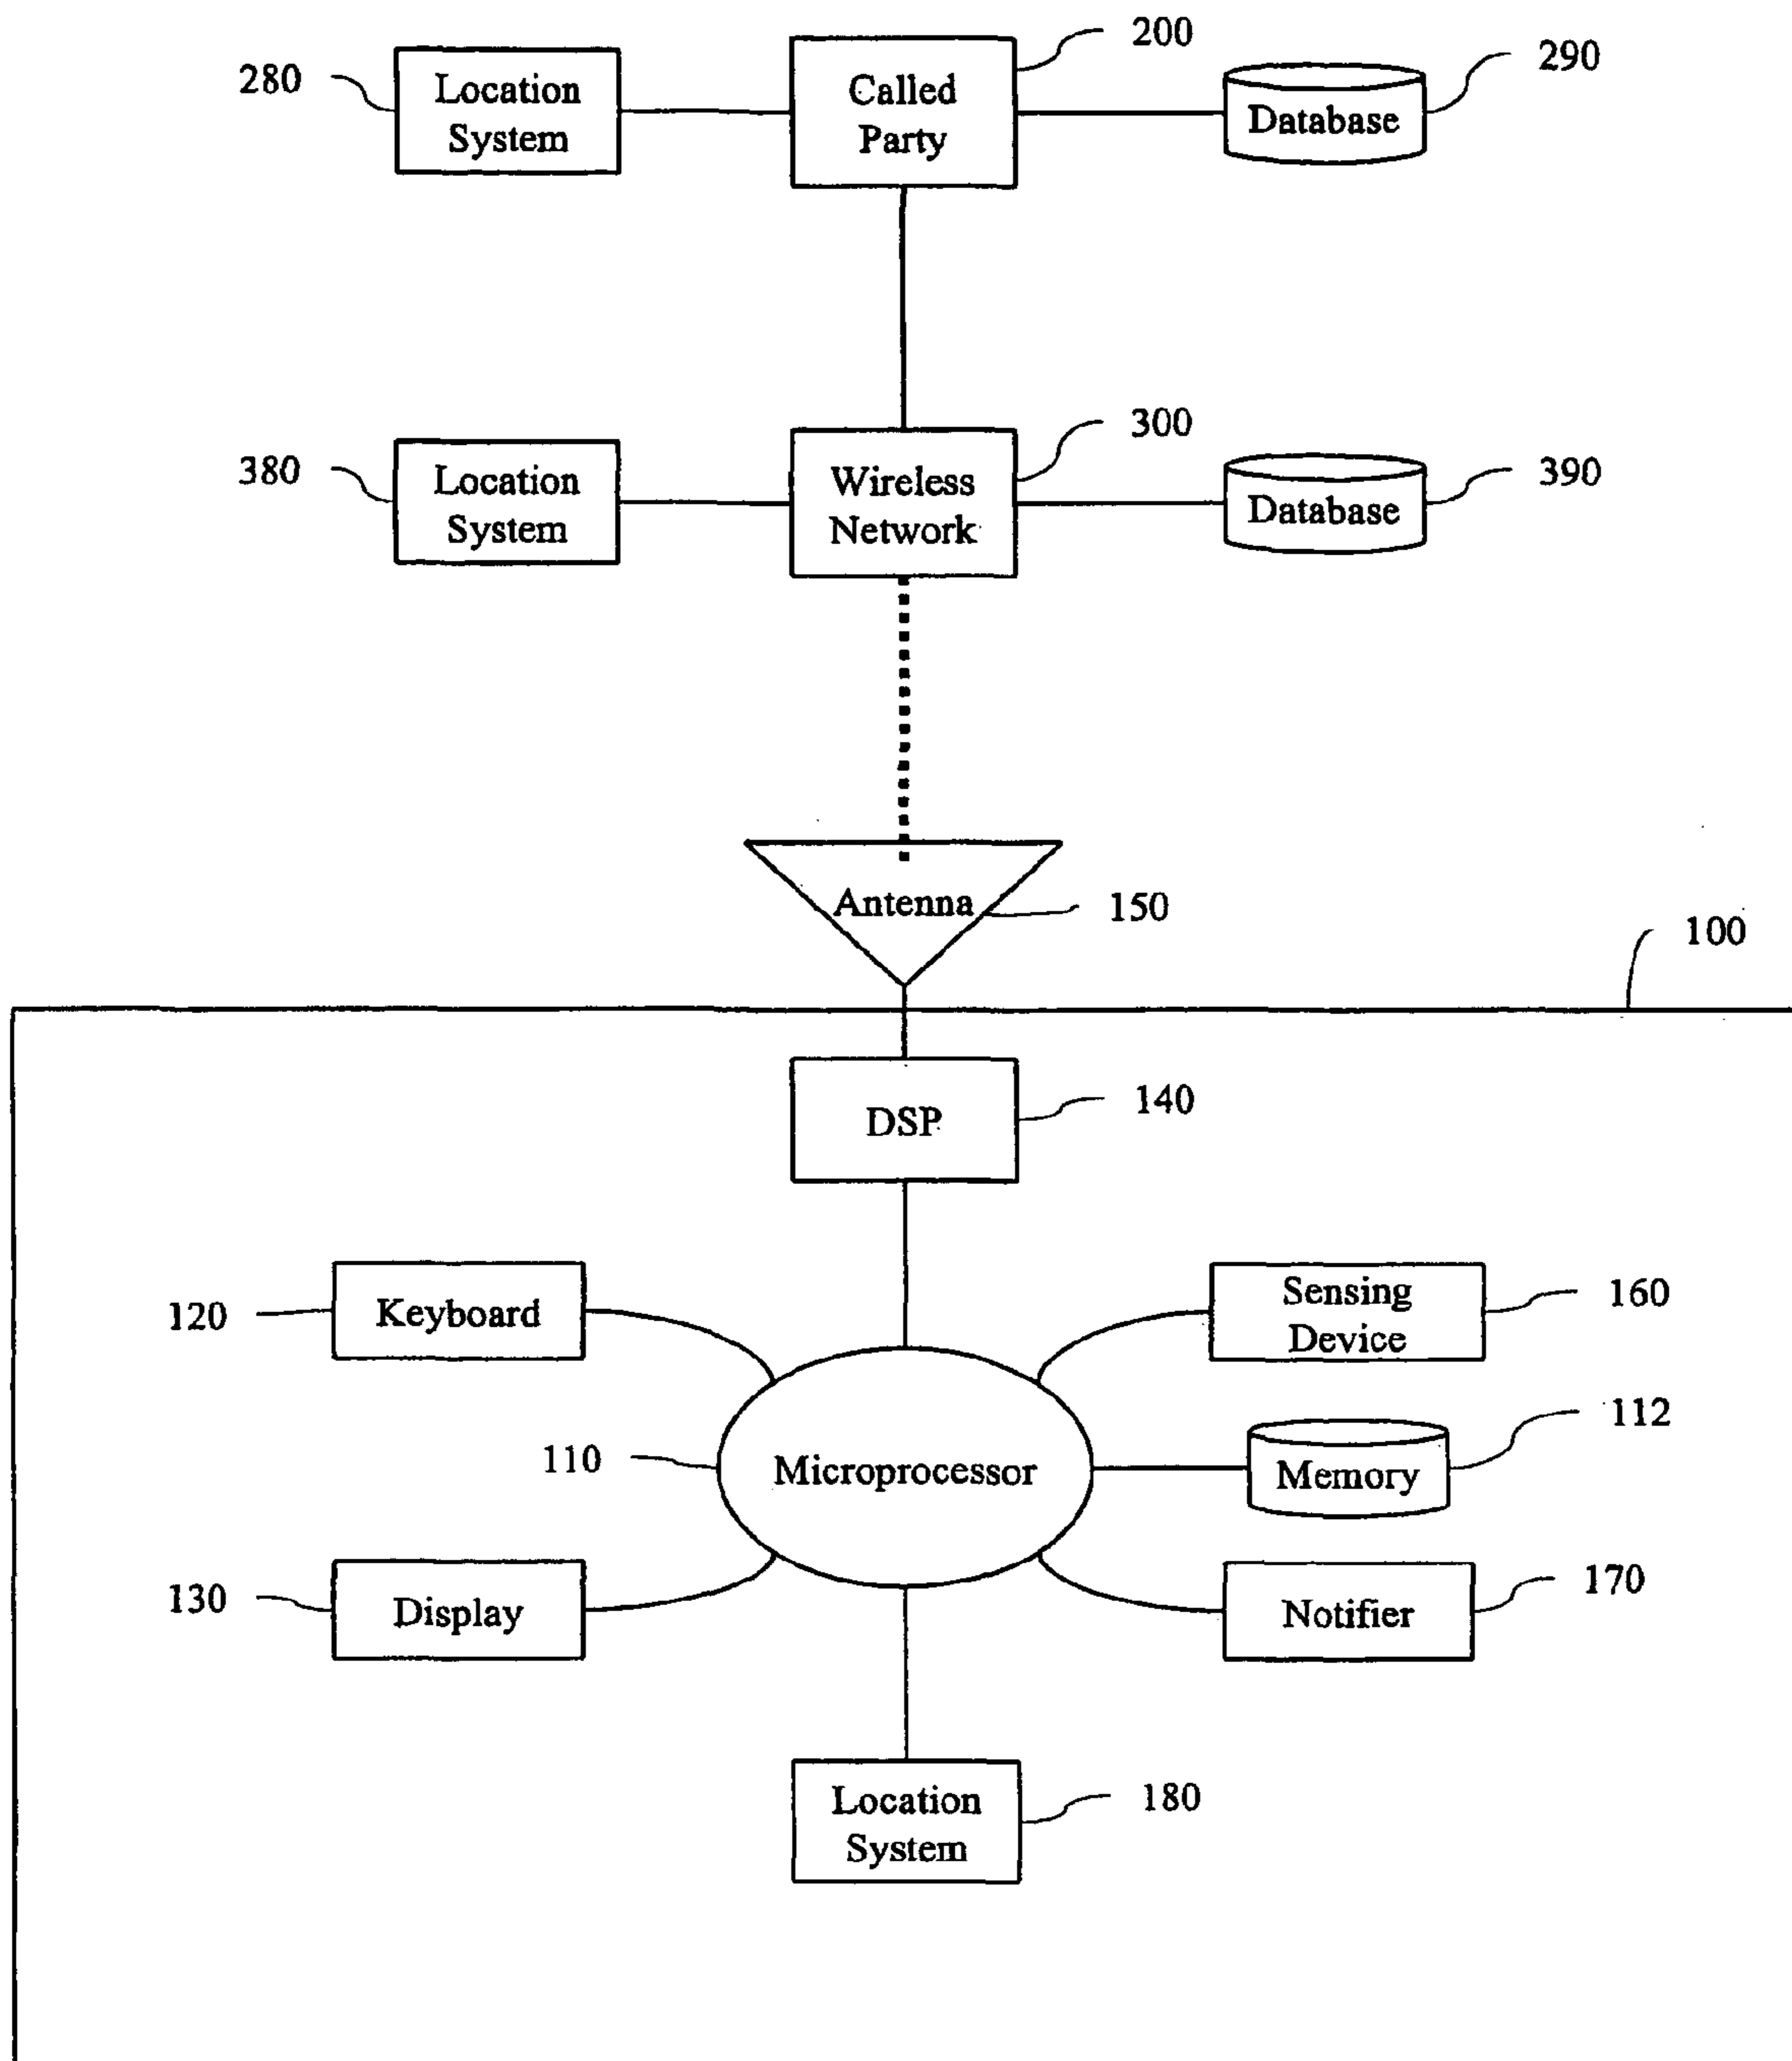 200
280
Location
System
Called
Party
Database
290
300
380
Location
System
Wireless
Network
Database
390
Antenna
150
100
DSP
140
120
Keyboard
Sensing
Device
160
110
Microprocessor
Memory
112
130
Display
Notifier
170
Location
System
180